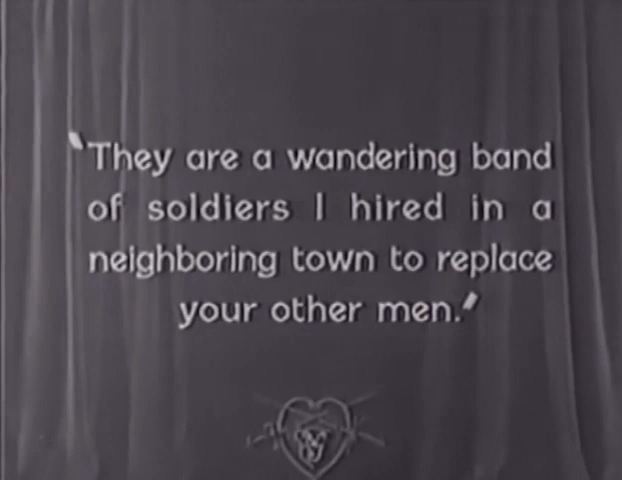 'They are a wandering band
of soldiers I hired in a
neighboring town to replace
your other men.'